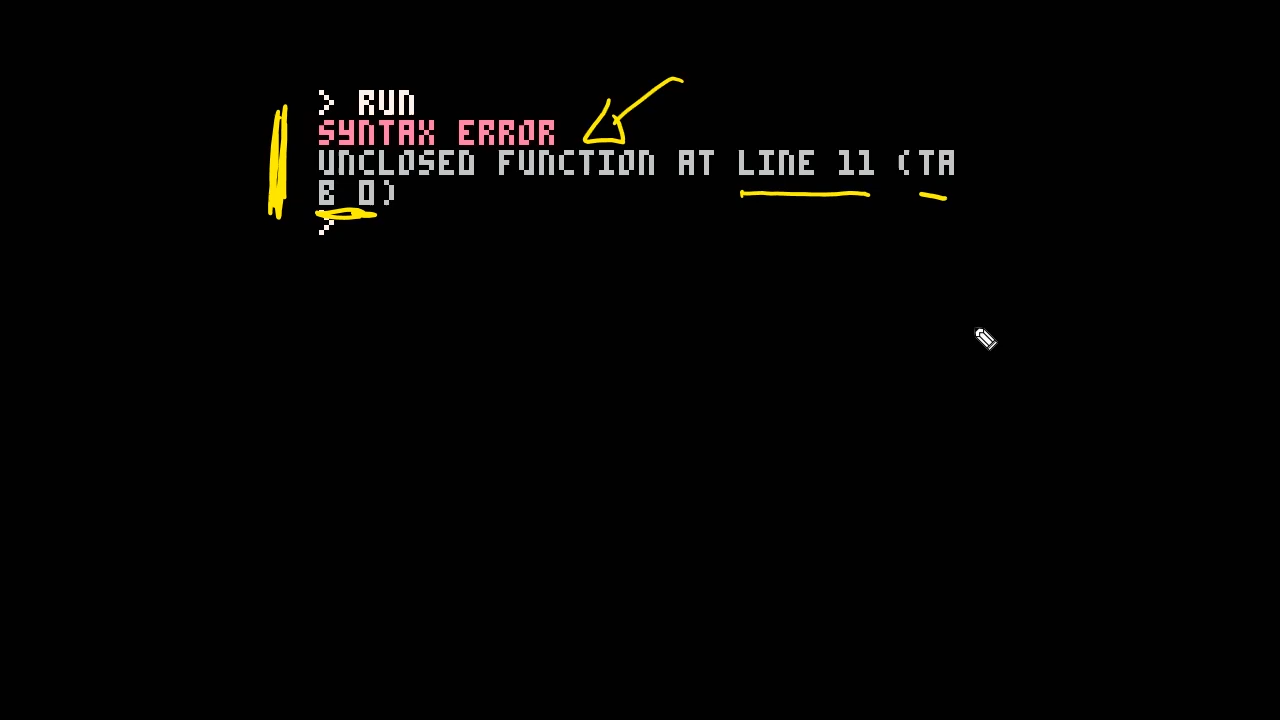 > RUN
SYNTAX ERROR
UNCLOSED FUNCTION AT LINE 11 (TA
B 0)
>